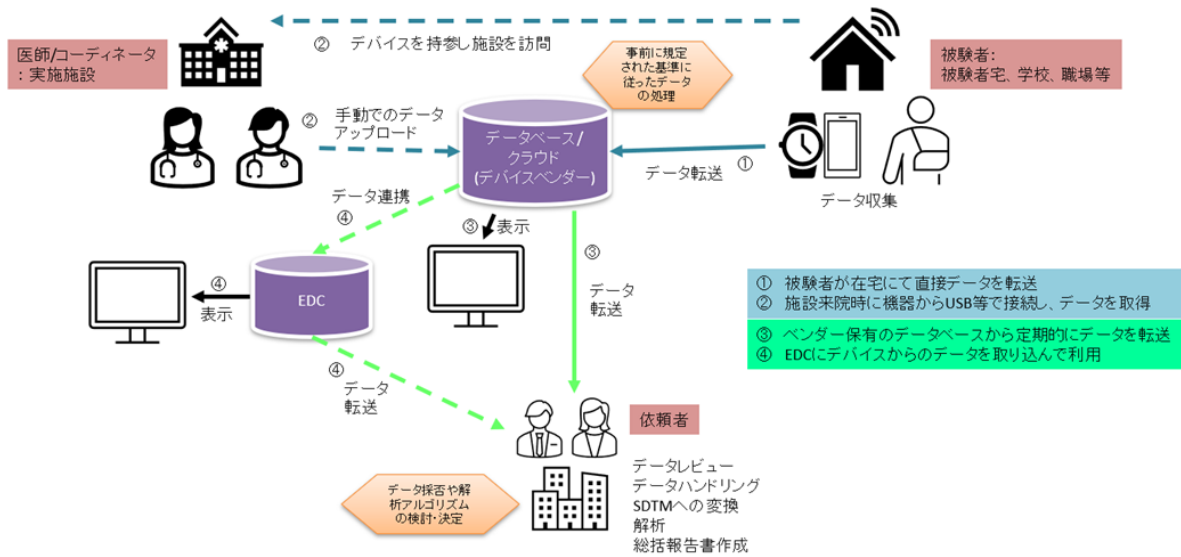 ② デバイスを持参し施設を訪問
医師/コーディネータ
:実施施設
事前に規定
された基準に
従ったデータ
の処理
被験者:
被験者宅、学校、職場等
② 手動でのデータ
アップロード
データベース/
クラウド
(デバイスベンダー)
データ転送 ①
データ収集
データ連携
④
③ 表示
③
データ
転送
④
表示
EDC
④
データ
転送
① 被験者が在宅にて直接データを転送
② 施設来院時に機器からUSB等で接続し、データを取得
③ ベンダー保有のデータベースから定期的にデータを転送
④ EDCにデバイスからのデータを取り込んで利用
依頼者
データレビュー
データハンドリング
SDTMへの変換
解析
総括報告書作成
データ採否や解
析アルゴリズム
の検討・決定